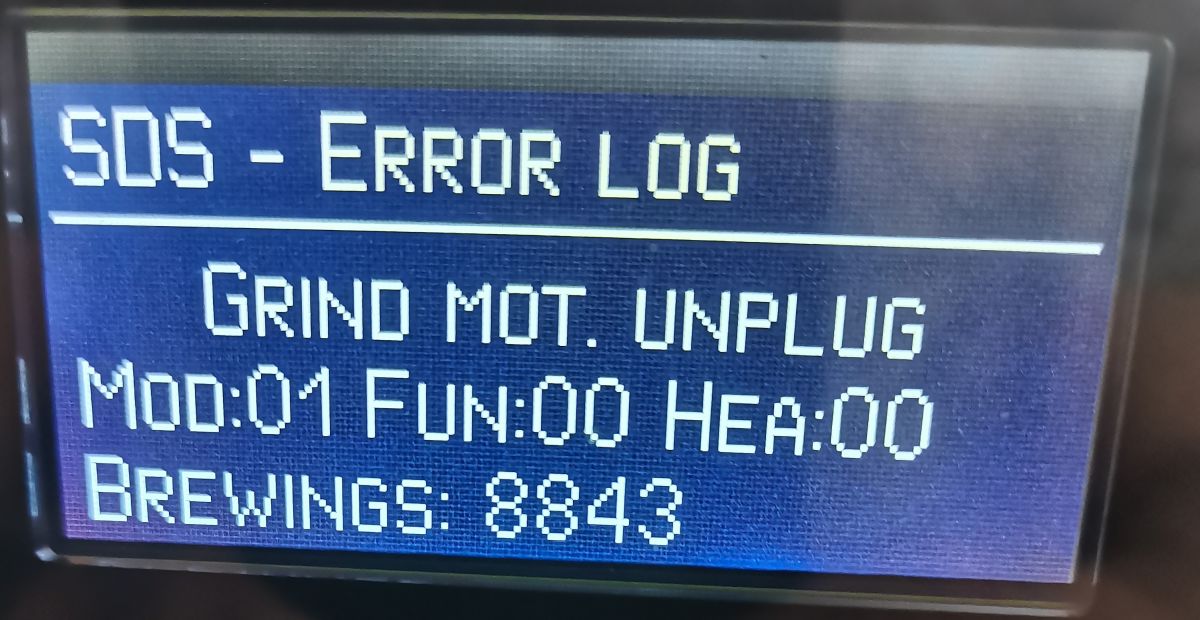 SDS - Error log
Grind mot. unplug
Mod:01 Fun:00 Hea:00
Brewings: 8843